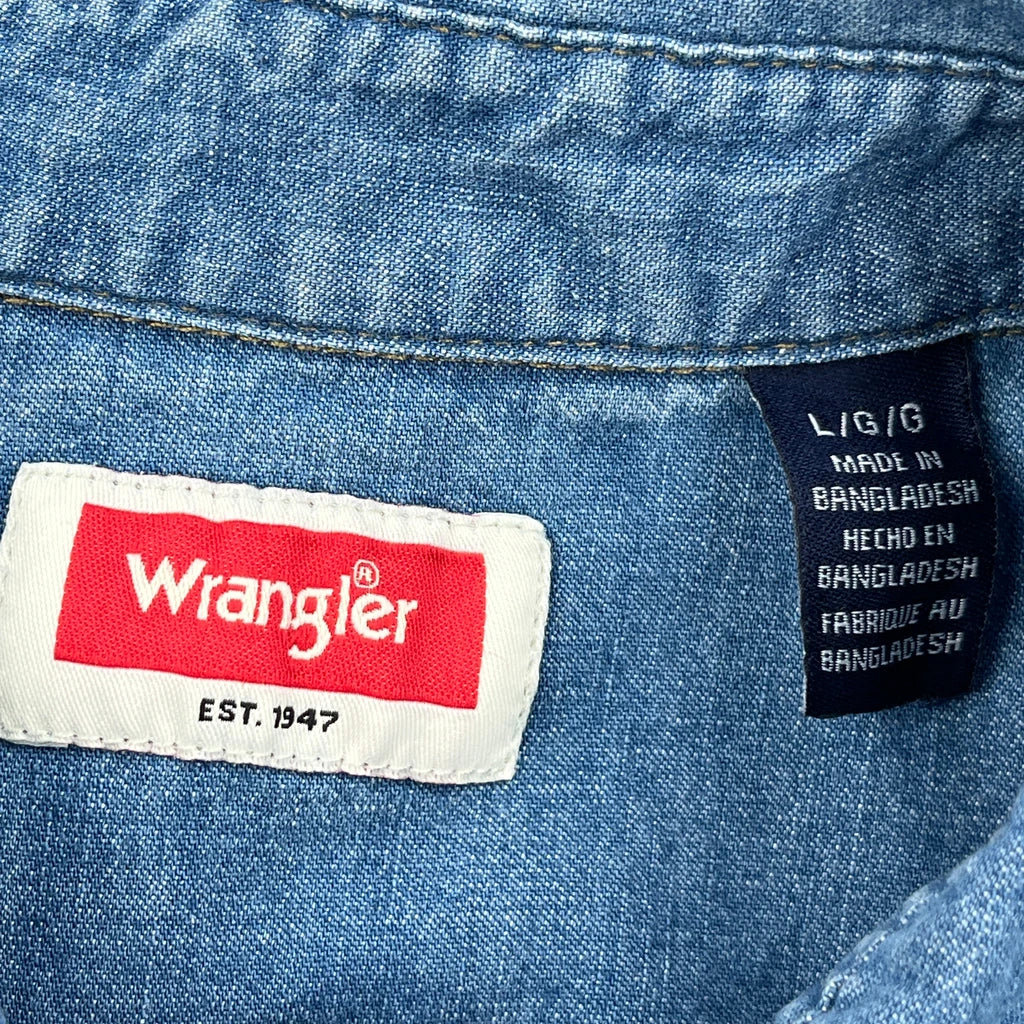 Wrangler®
EST. 1947
L/G/G
MADE IN
BANGLADESH
HECHO EN
BANGLADESH
FABRIQUE AU
BANGLADESH